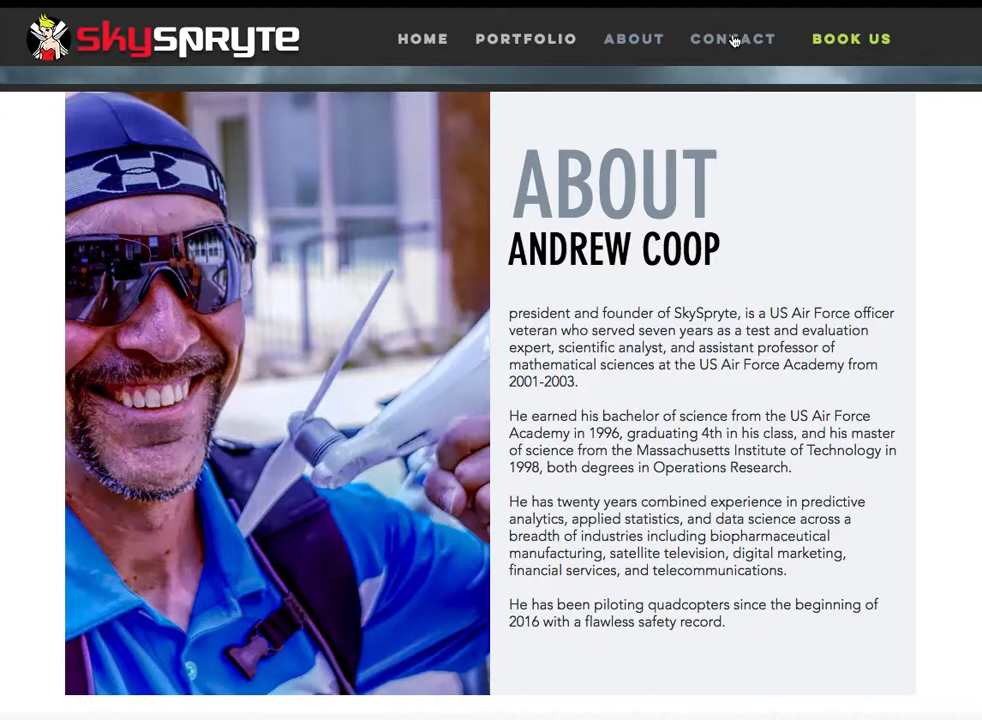 skyspryte
HOME PORTFOLIO ABOUT CONTACT BOOK US
ABOUT
ANDREW COOP
president and founder of SkySpryte, is a US Air Force officer
veteran who served seven years as a test and evaluation
expert, scientific analyst, and assistant professor of
mathematical sciences at the US Air Force Academy from
2001-2003.
He earned his bachelor of science from the US Air Force
Academy in 1996, graduating 4th in his class, and his master
of science from the Massachusetts Institute of Technology in
1998, both degrees in Operations Research.
He has twenty years combined experience in predictive
analytics, applied statistics, and data science across a
breadth of industries including biopharmaceutical
manufacturing, satellite television, digital marketing,
financial services, and telecommunications.
He has been piloting quadcopters since the beginning of
2016 with a flawless safety record.